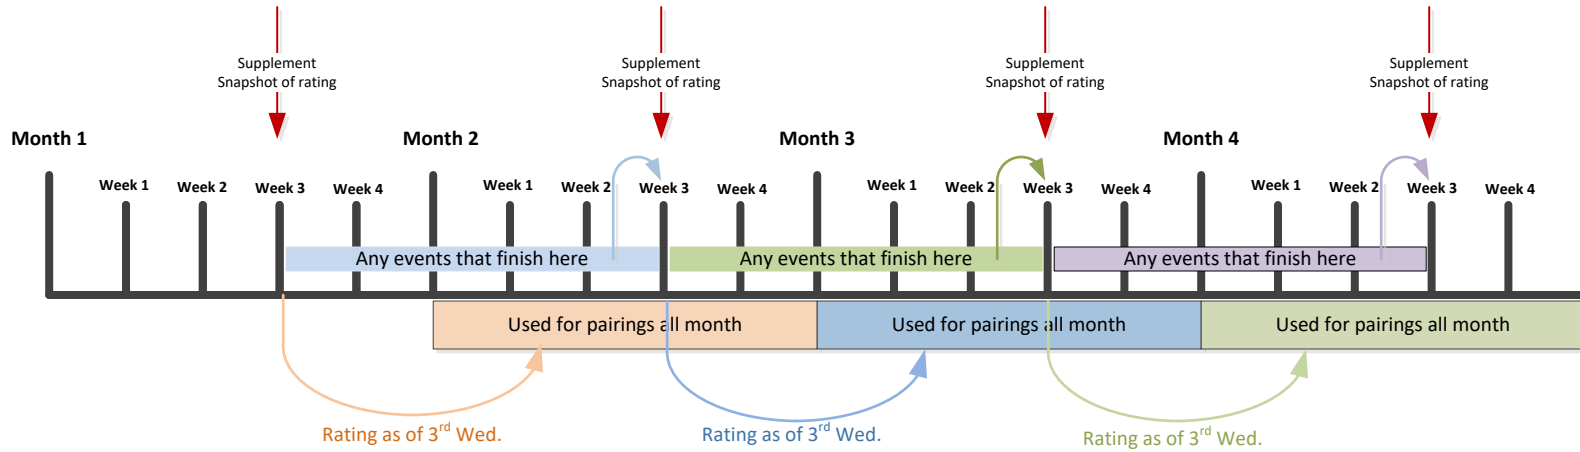 Supplement
Snapshot of rating
Supplement
Snapshot of rating
Supplement
Snapshot of rating
Supplement
Snapshot of rating
Month 1
Month 2
Month 3
Month 4
Week 1
Week 2
Week 3
Week 4
Week 1
Week 2
Week 3
Week 4
Week 1
Week 2
Week 3
Week 4
Week 1
Week 2
Week 3
Week 4
Any events that finish here
Any events that finish here
Any events that finish here
Used for pairings all month
Used for pairings all month
Used for pairings all month
Rating as of 3rd Wed.
Rating as of 3rd Wed.
Rating as of 3rd Wed.